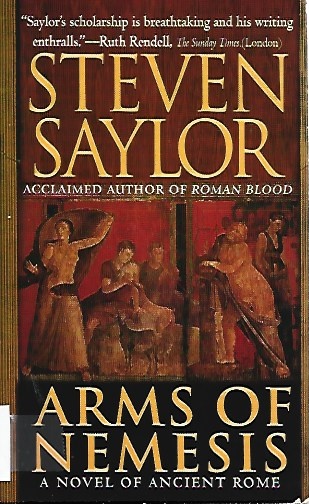 “Saylor's scholarship is breathtaking and his writing
enthralls.”—Ruth Rendell, The Sunday Times (London)
STEVEN
SAYLOR
ACCLAIMED AUTHOR OF ROMAN BLOOD
ARMS OF
NEMESIS
A NOVEL OF ANCIENT ROME